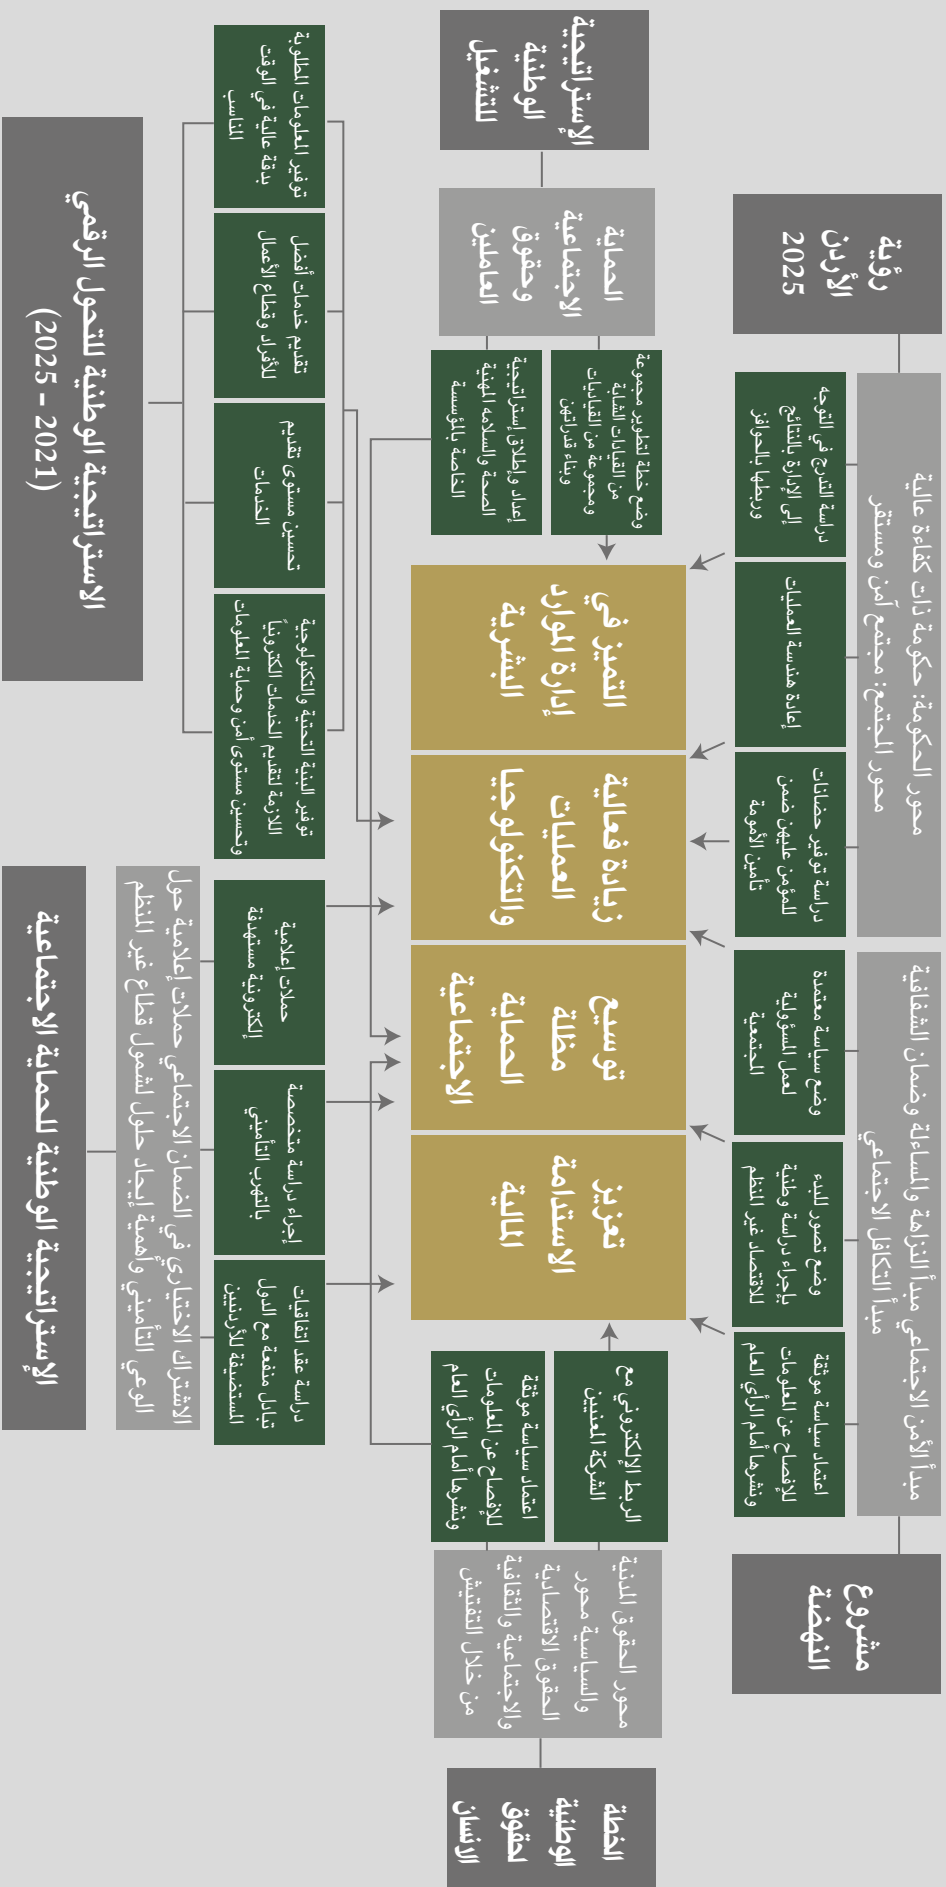 رؤية
الأردن
2025
محور الحكومة: حكومة ذات كفاءة عالية
محور المجتمع: مجتمع آمن ومستقر
دراسة التدرج في التوجه
إلى الإدارة بالنتائج
وربطها بالحوافز
إعادة هندسة العمليات
دراسة توفير حضانات
للمؤمن عليهن ضمن
تأمين الأمومة
مشروع
النهضة
مبدأ الأمن الاجتماعي مبدأ النزاهة والمساءلة وضمان الشفافية
مبدأ التكافل الاجتماعي
وضع سياسة معتمدة
لعمل المسؤولية
المجتمعية
وضع تصور للبدء
بإجراء دراسة وطنية
للاقتصاد غير المنظم
اعتماد سياسة موثقة
للإفصاح عن المعلومات
ونشرها أمام الرأي العام
الإستراتيجية
الوطنية
للتشغيل
الحماية
الاجتماعية
وحقوق
العاملين
وضع خطة لتطوير مجموعة
من القيادات الشابة
ومجموعة من القياديات
وبناء قدراتهن
إعداد وإطلاق إستراتيجية
الصحة والسلامه المهنية
الخاصة بالمؤسسة
التميز في
إدارة الموارد
البشرية
زيادة فعالية
العمليات
والتكنولوجيا
توسيع
مظلة
الحماية
الاجتماعية
تعزيز
الاستدامة
المالية
الربط الإلكتروني مع
الشركة المعنيين
اعتماد سياسة موثقة
للإفصاح عن المعلومات
ونشرها أمام الرأي العام
محور الحقوق المدنية
والسياسية محور
الحقوق الاقتصادية
والاجتماعية والثقافية
من خلال التفتيش
الخطة
الوطنية
لحقوق
الانسان
توفير المعلومات المطلوبة
بدقة عالية في الوقت
المناسب
تقديم خدمات أفضل
للأفراد وقطاع الأعمال
تحسين مستوى تقديم
الخدمات
توفير البنية التحتية والتكنولوجية
اللازمة لتقديم الخدمات الكترونياً
وتحسين مستوى أمن وحماية المعلومات
الاستراتيجية الوطنية للتحول الرقمي
(2021 – 2025)
حملات إعلامية
إلكترونية مستهدفة
إجراء دراسة متخصصة
بالتهرب التأميني
دراسة عقد اتفاقيات
تبادل منفعة مع الدول
المستضيفة للأردنيين
الاشتراك الاختياري في الضمان الاجتماعي حملات إعلامية حول
الوعي التأميني وأهمية إيجاد حلول لشمول قطاع غير المنظم
الإستراتيجية الوطنية للحماية الاجتماعية